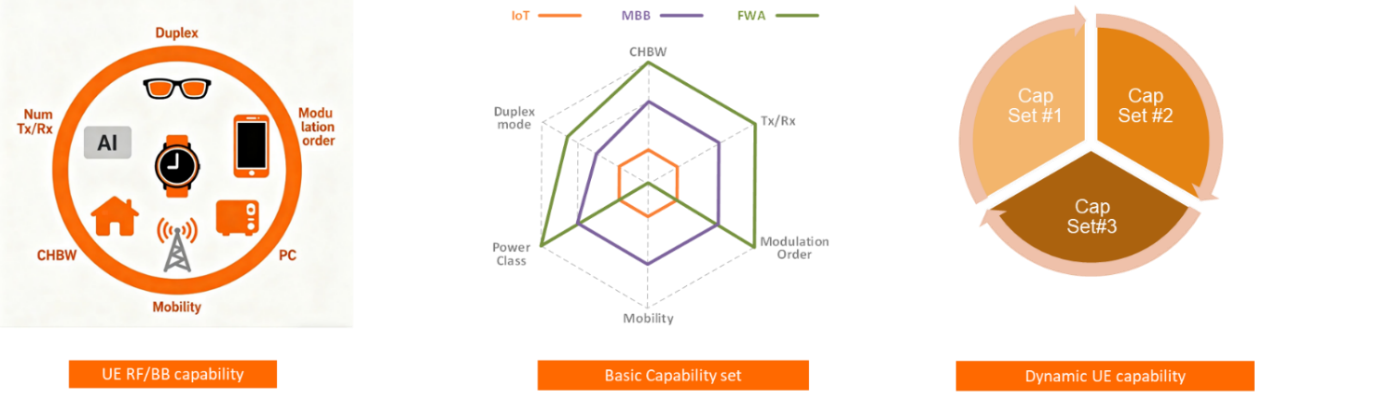 Duplex
Num
Tx/Rx
Modu
lation
order
AI
CHBW
PC
Mobility
UE RF/BB capability
IoT
MBB
FWA
CHBW
Duplex
mode
Tx/Rx
Power
Class
Modulation
Order
Mobility
Basic Capability set
Cap
Set #1
Cap
Set #2
Cap
Set#3
Dynamic UE capability